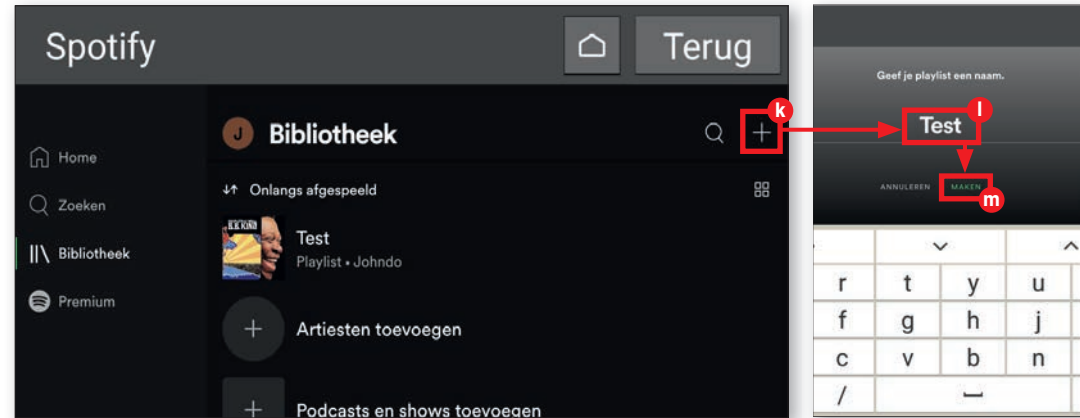 Spotify
Terug
k
J
Bibliotheek
Home
Zoeken
Bibliotheek
Premium
Onlangs afgespeeld
B.B. KING
Test
Playlist • Johndo
Artiesten toevoegen
Podcasts en shows toevoegen
Geef je playlist een naam.
l
Test
ANNULEREN MAKEN
m
r t y u
f g h j
c v b n
/